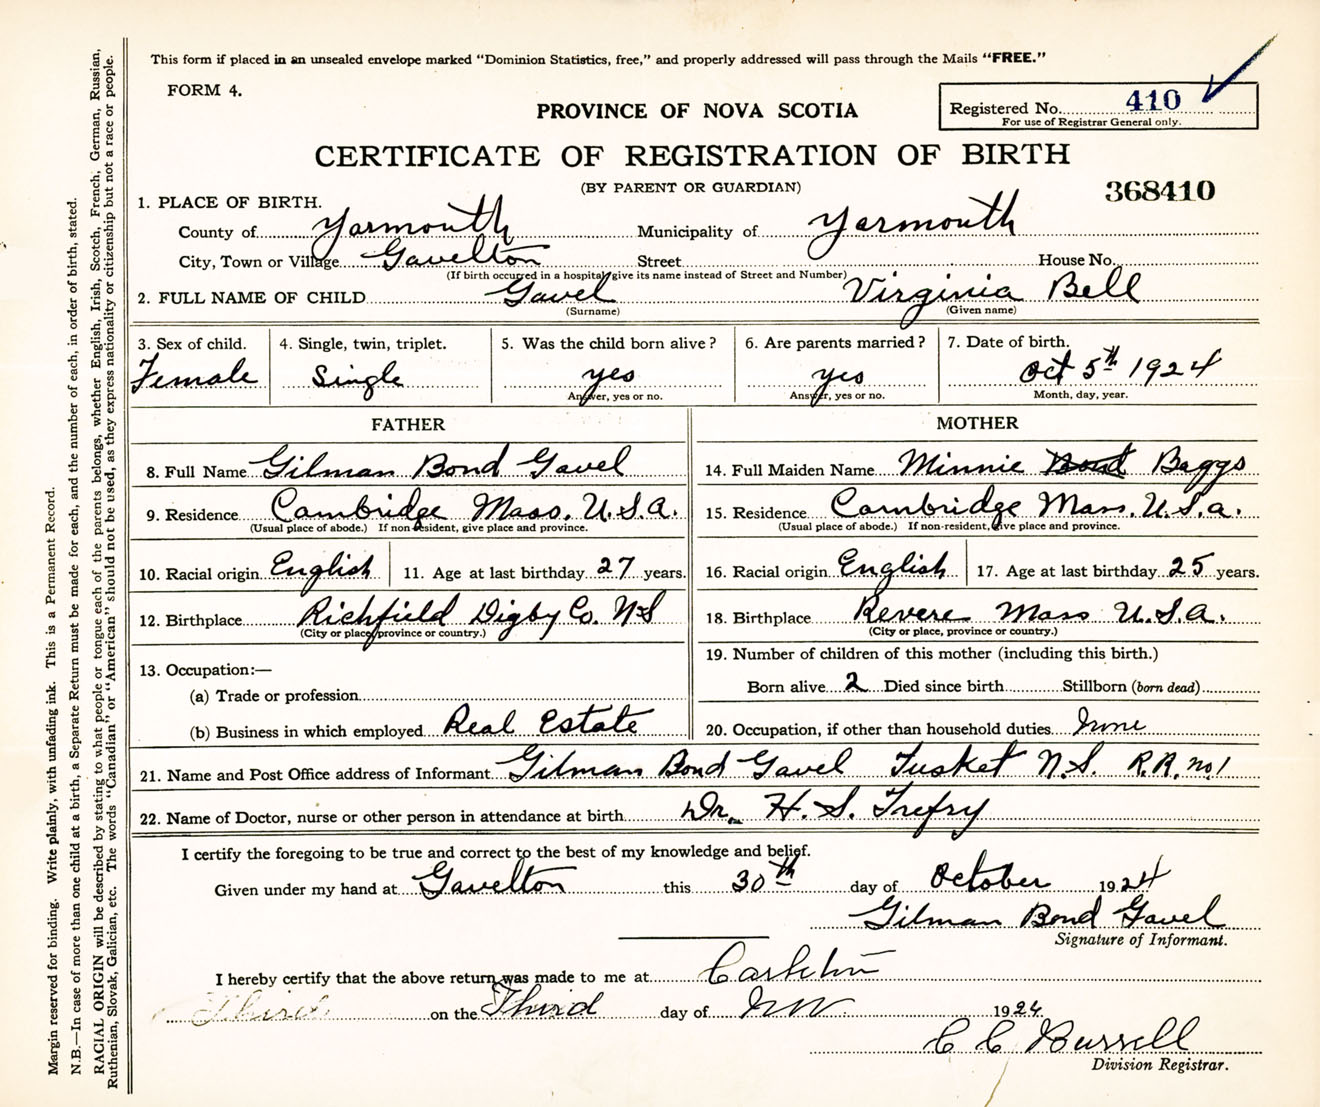 This form if placed in an unsealed envelope marked "Dominion Statistics, free," and properly addressed will pass through the Mails "FREE."
FORM 4.
Registered No. 410
For use of Registrar General only.
PROVINCE OF NOVA SCOTIA
CERTIFICATE OF REGISTRATION OF BIRTH
(BY PARENT OR GUARDIAN)
368410
1. PLACE OF BIRTH.
County of Yarmouth Municipality of Yarmouth
City, Town or Village Gavelton Street House No.
(If birth occurred in a hospital give its name instead of Street and Number)
2. FULL NAME OF CHILD Gavel Virginia Bell
(Surname) (Given name)
3. Sex of child. 4. Single, twin, triplet. 5. Was the child born alive? 6. Are parents married? 7. Date of birth.
Female Single yes yes Oct 5th 1924
Answer, yes or no. Answer, yes or no. Month, day, year.
FATHER
8. Full Name Gilman Bond Gavel
9. Residence Cambridge Mass. U.S.A.
(Usual place of abode.) If non resident, give place and province.
10. Racial origin English 11. Age at last birthday 27 years.
12. Birthplace Richfield Digby Co. NS
(City or place, province or country.)
13. Occupation:—
(a) Trade or profession
(b) Business in which employed Real Estate
MOTHER
14. Full Maiden Name Minnie Bond Baggs
15. Residence Cambridge Mass. U.S.A.
(Usual place of abode.) If non-resident, give place and province.
16. Racial origin English 17. Age at last birthday 25 years.
18. Birthplace Revere Mass U.S.A.
(City or place, province or country.)
19. Number of children of this mother (including this birth.)
Born alive 2 Died since birth Stillborn (born dead)
20. Occupation, if other than household duties None
21. Name and Post Office address of Informant Gilman Bond Gavel Tusket N.S. R.R. no 1
22. Name of Doctor, nurse or other person in attendance at birth Dr. H. S. Trefry
I certify the foregoing to be true and correct to the best of my knowledge and belief.
Given under my hand at Gavelton this 30th day of October 1924
Gilman Bond Gavel
Signature of Informant.
I hereby certify that the above return was made to me at Carleton
Third on the Third day of Nov 1924
C C Burrell
Division Registrar.
Margin reserved for binding. Write plainly, with unfading ink. This is a Permanent Record.
N.B.—In case of more than one child at a birth, a Separate Return must be made for each, and the number of each, in order of birth, stated.
RACIAL ORIGIN will be described by stating to what people or tongue each of the parents belongs, whether English, Irish, Scotch, French, German, Russian,
Ruthenian, Slovak, Galician, etc. The words "Canadian" or "American" should not be used, as they express nationality or citizenship but not a race or people.